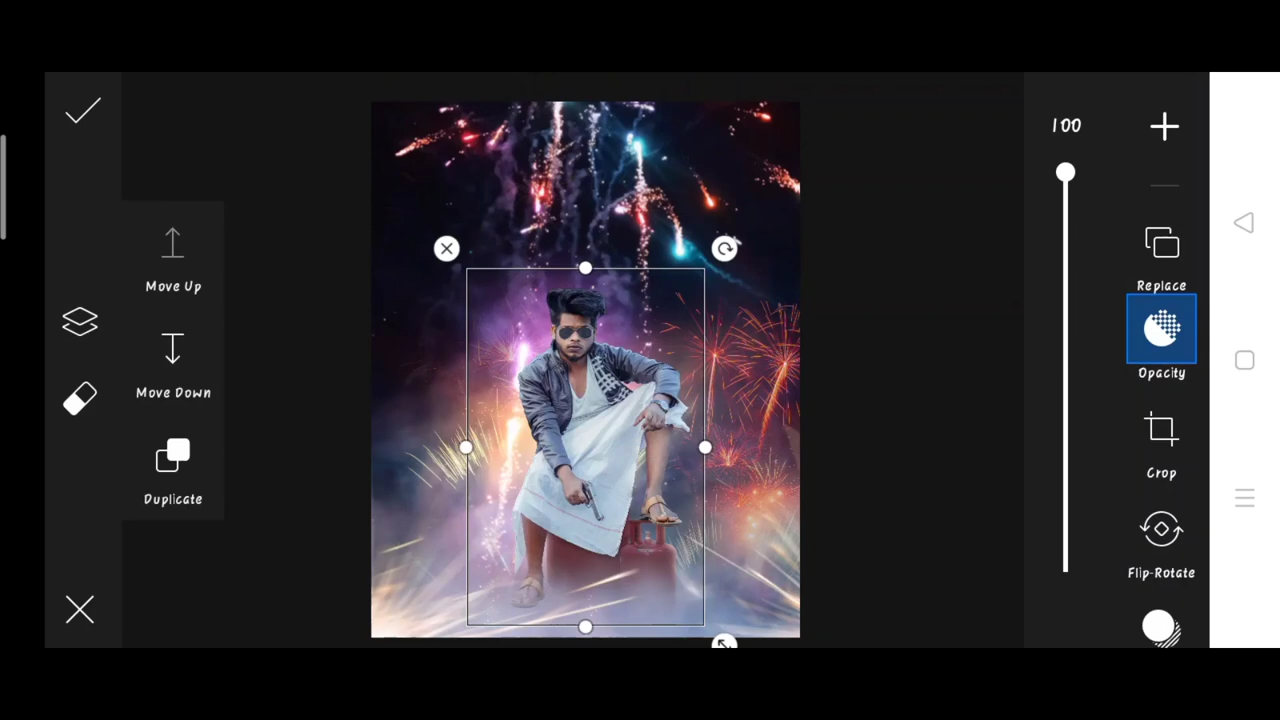 100
Move Up
Replace
Opacity
Move Down
Crop
Duplicate
Flip-Rotate